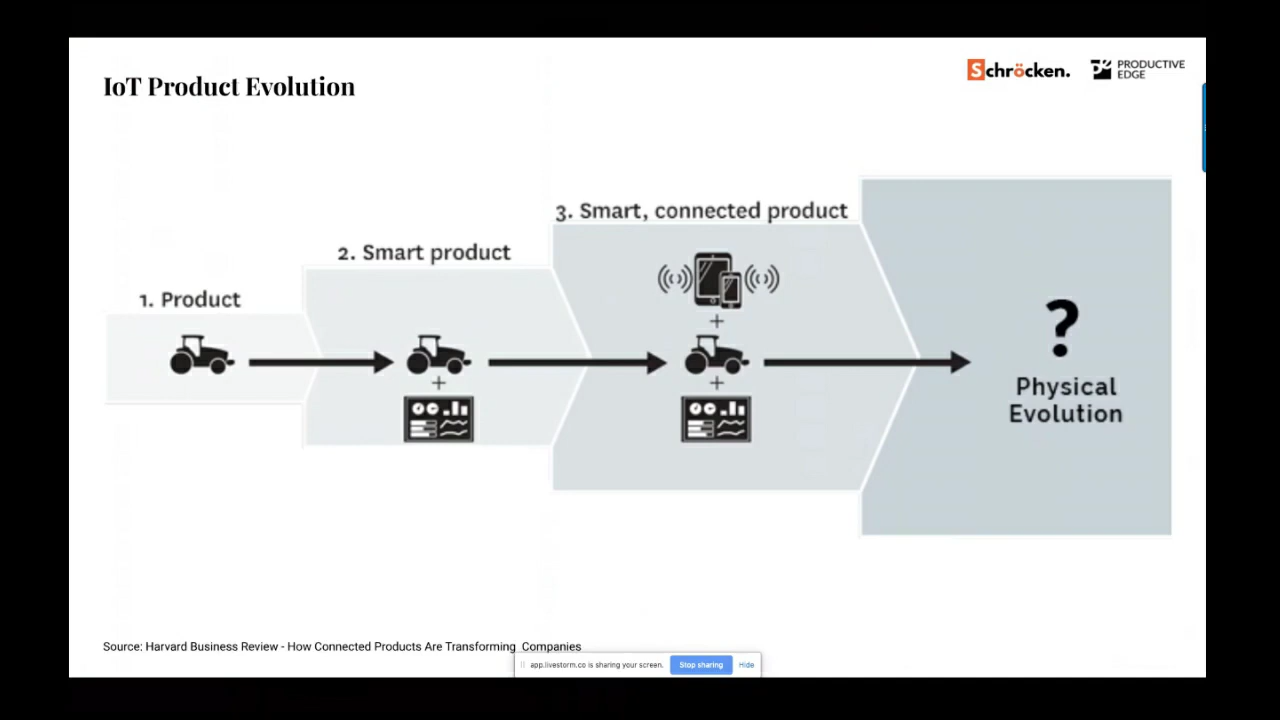 IoT Product Evolution
Schröcken.
PRODUCTIVE
EDGE
3. Smart, connected product
2. Smart product
1. Product
+
+
+
?
Physical
Evolution
Source: Harvard Business Review - How Connected Products Are Transforming Companies
app.livestorm.co is sharing your screen. Stop sharing Hide